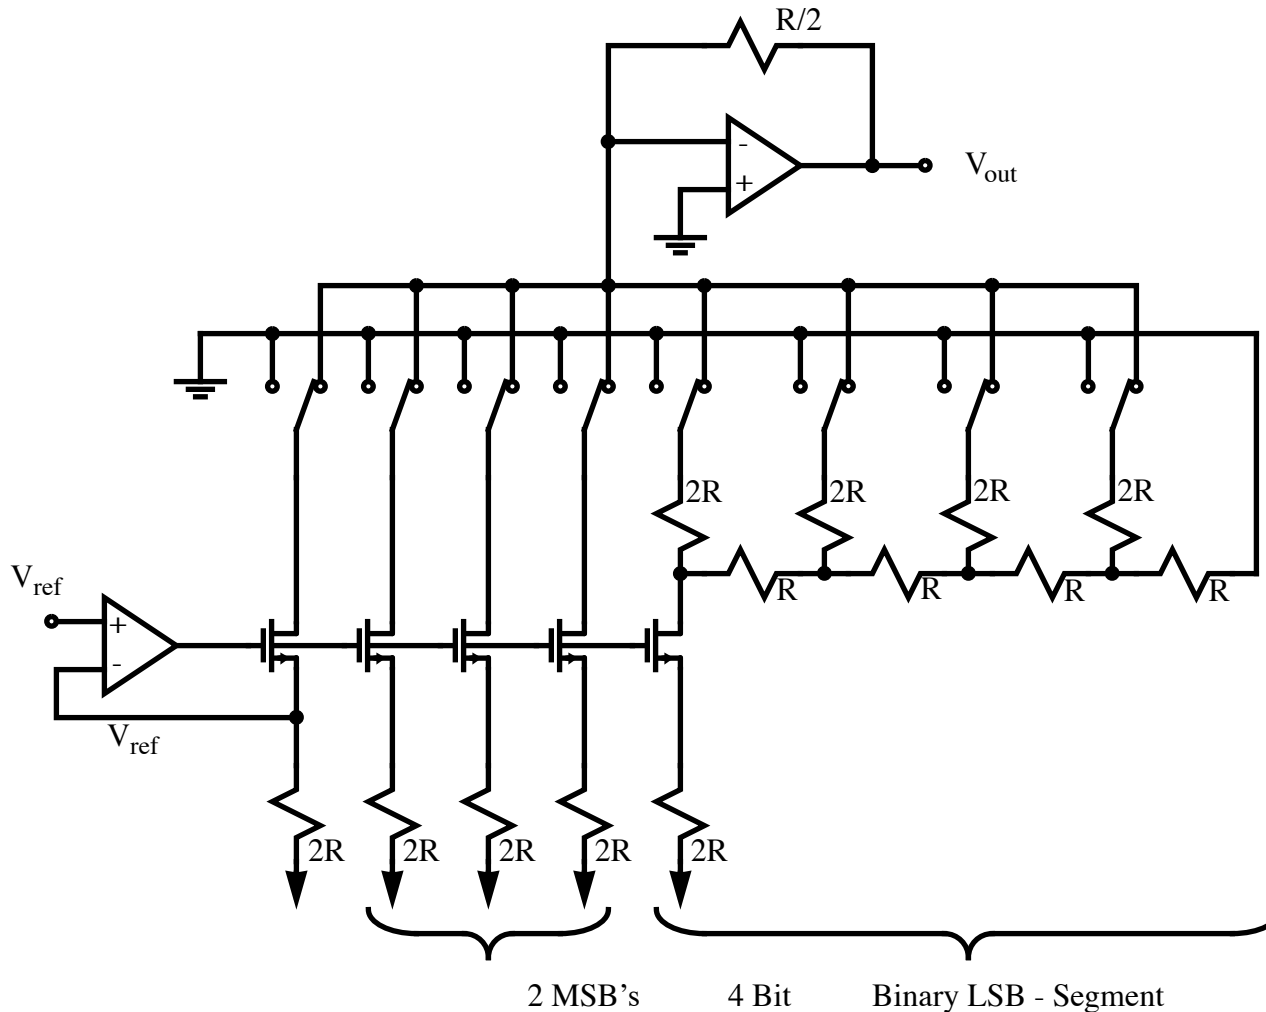 R/2
-
+
V_out
2R 2R 2R 2R
R R R R
V_ref
+
-
V_ref
2R 2R 2R 2R 2R
2 MSB's 4 Bit Binary LSB - Segment